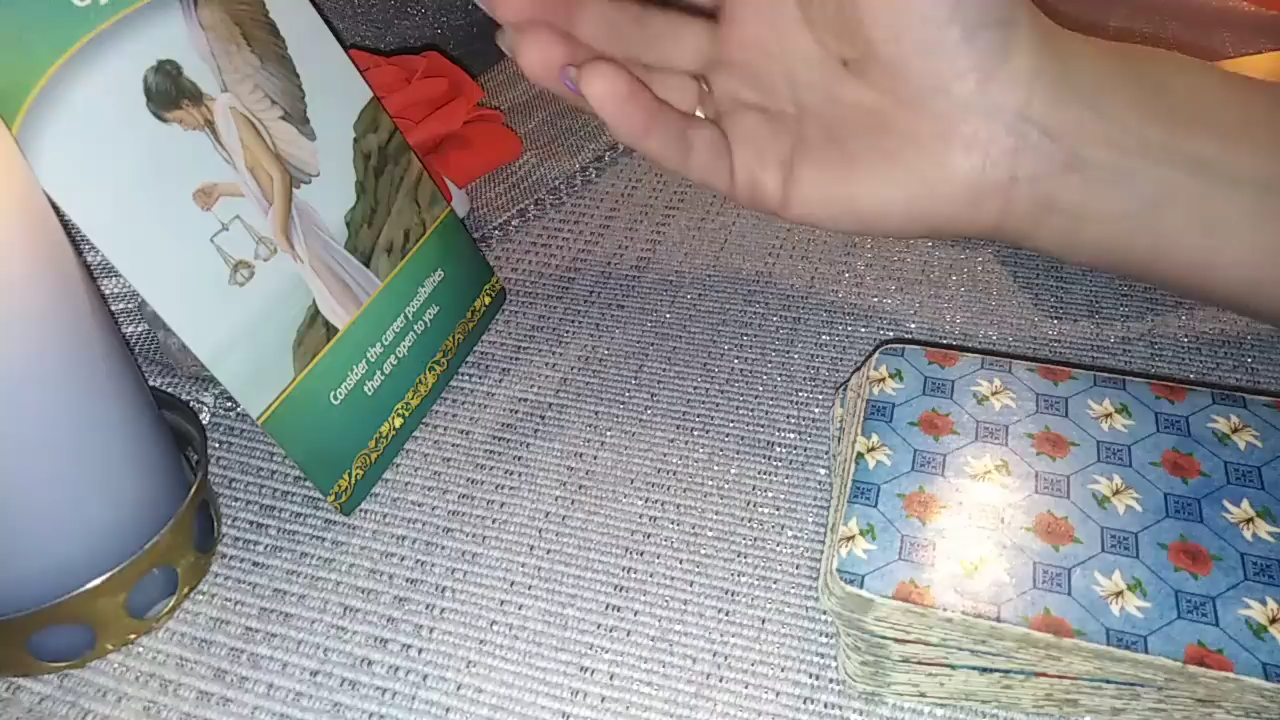 Consider the career possibilities
that are open to you.